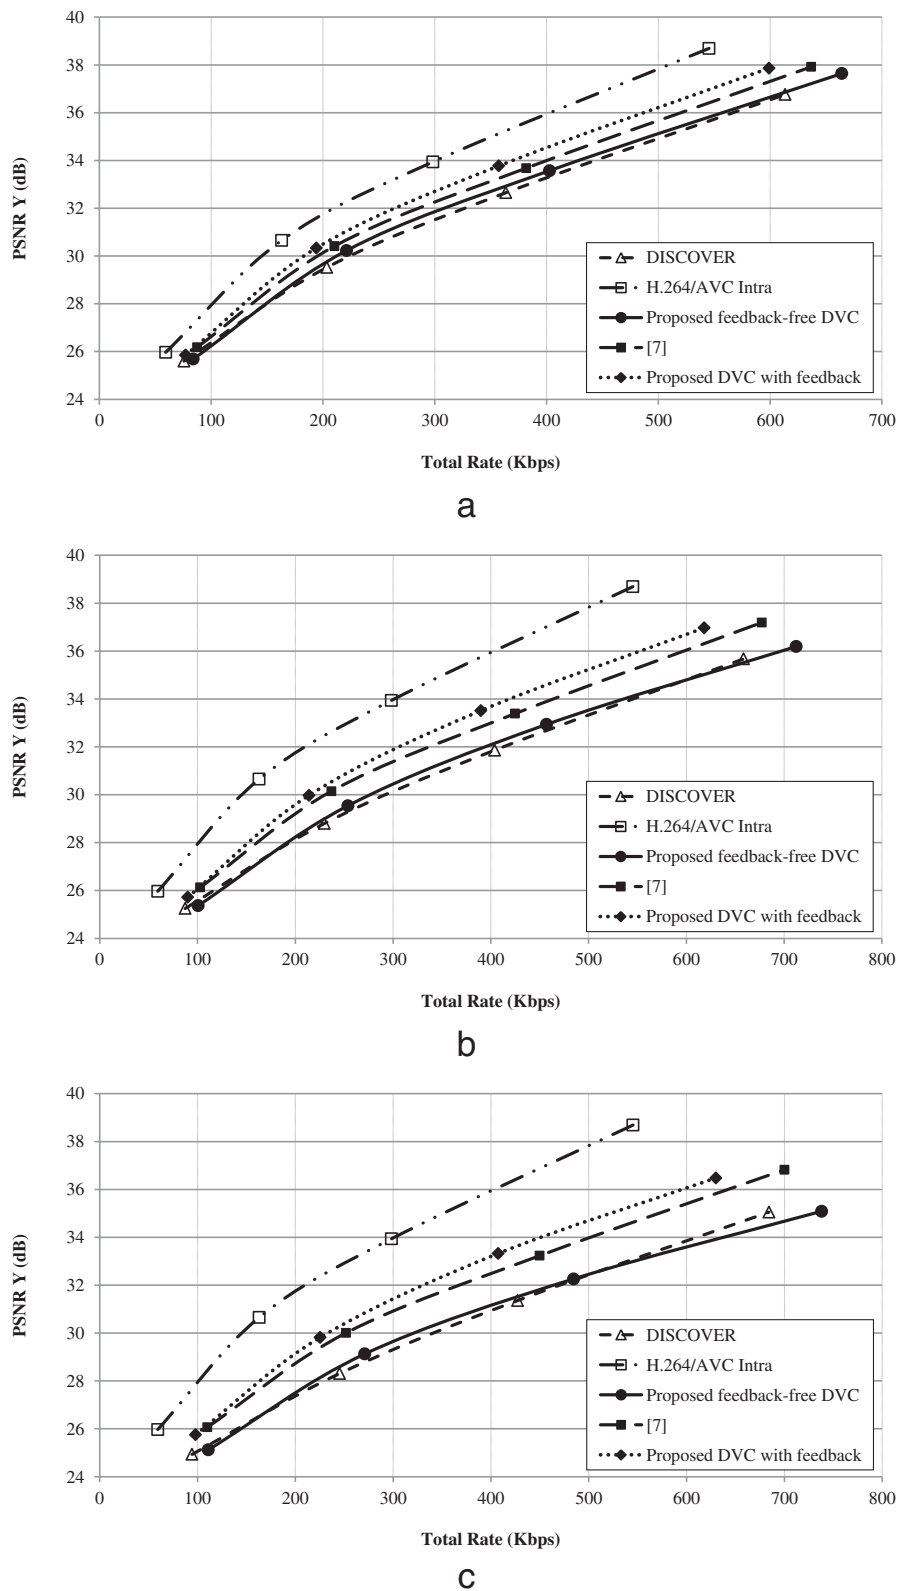 40
38
36
34
32
30
28
26
24
PSNR Y (dB)
DISCOVER
H.264/AVC Intra
Proposed feedback-free DVC
[7]
Proposed DVC with feedback
0 100 200 300 400 500 600 700
Total Rate (Kbps)
a
40
38
36
34
32
30
28
26
24
PSNR Y (dB)
DISCOVER
H.264/AVC Intra
Proposed feedback-free DVC
[7]
Proposed DVC with feedback
0 100 200 300 400 500 600 700 800
Total Rate (Kbps)
b
40
38
36
34
32
30
28
26
24
PSNR Y (dB)
DISCOVER
H.264/AVC Intra
Proposed feedback-free DVC
[7]
Proposed DVC with feedback
0 100 200 300 400 500 600 700 800
Total Rate (Kbps)
c